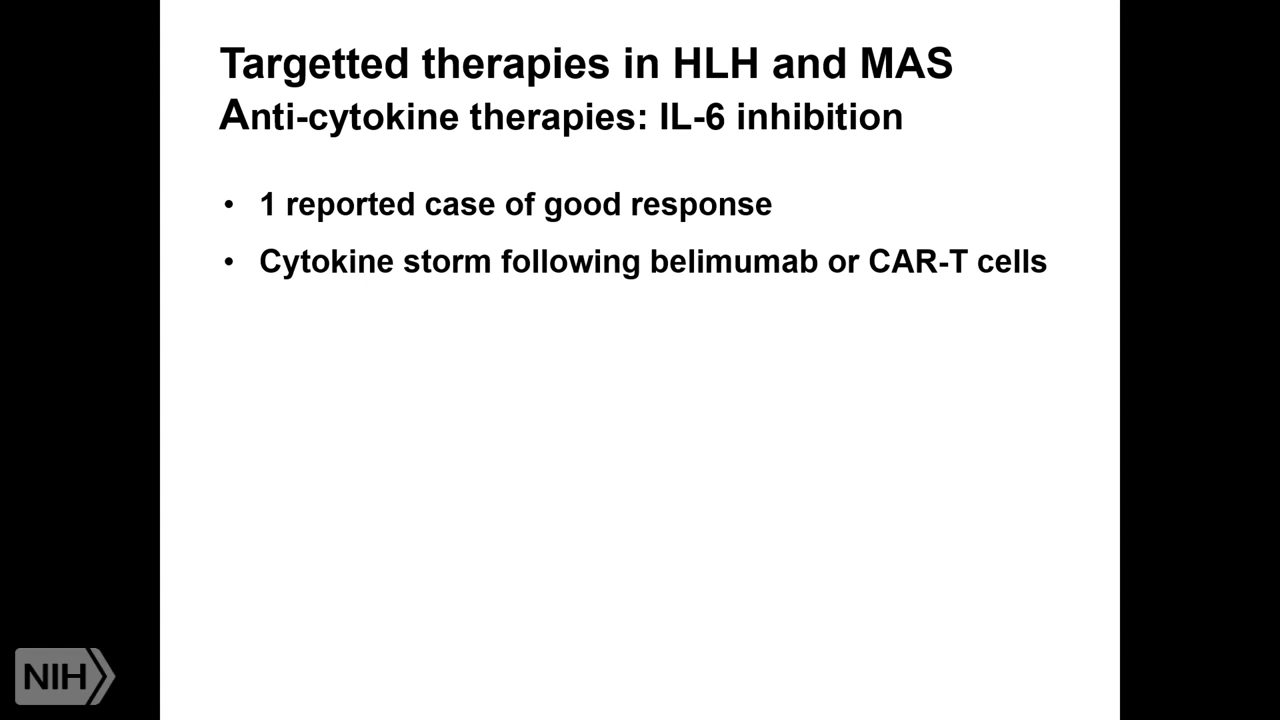 Targetted therapies in HLH and MAS
Anti-cytokine therapies: IL-6 inhibition
• 1 reported case of good response
• Cytokine storm following belimumab or CAR-T cells
NIH